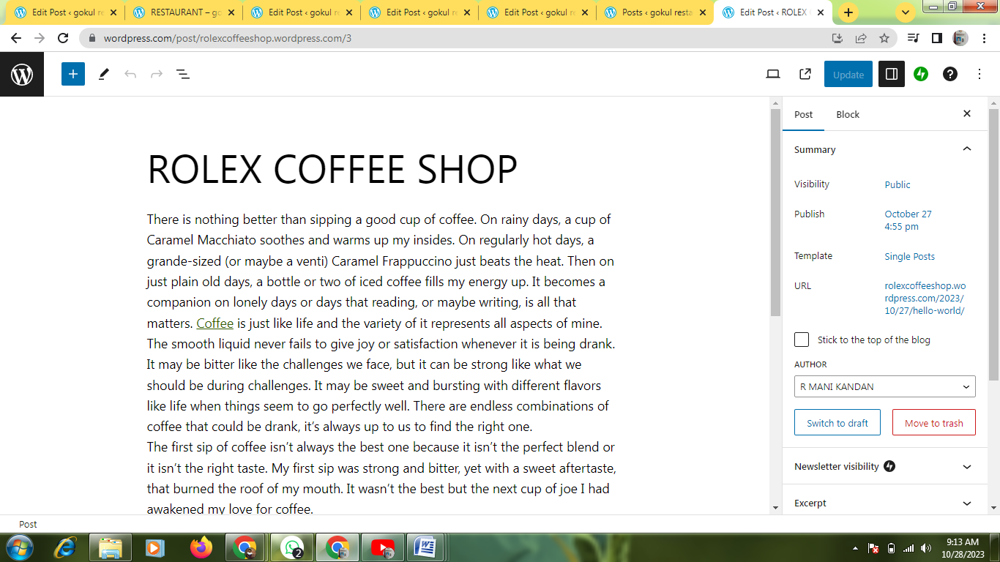 Edit Post ‹ gokul re
RESTAURANT – go
Edit Post ‹ gokul re
Edit Post ‹ gokul re
Edit Post ‹ gokul re
Posts ‹ gokul resta
Edit Post ‹ ROLEX
wordpress.com/post/rolexcoffeeshop.wordpress.com/3
Update
Post Block
ROLEX COFFEE SHOP
There is nothing better than sipping a good cup of coffee. On rainy days, a cup of
Caramel Macchiato soothes and warms up my insides. On regularly hot days, a
grande-sized (or maybe a venti) Caramel Frappuccino just beats the heat. Then on
just plain old days, a bottle or two of iced coffee fills my energy up. It becomes a
companion on lonely days or days that reading, or maybe writing, is all that
matters. Coffee is just like life and the variety of it represents all aspects of mine.
The smooth liquid never fails to give joy or satisfaction whenever it is being drank.
It may be bitter like the challenges we face, but it can be strong like what we
should be during challenges. It may be sweet and bursting with different flavors
like life when things seem to go perfectly well. There are endless combinations of
coffee that could be drank, it’s always up to us to find the right one.
The first sip of coffee isn’t always the best one because it isn’t the perfect blend or
it isn’t the right taste. My first sip was strong and bitter, yet with a sweet aftertaste,
that burned the roof of my mouth. It wasn’t the best but the next cup of joe I had
awakened my love for coffee.
Summary
Visibility Public
Publish October 27
4:55 pm
Template Single Posts
URL rolexcoffeeshop.wo
rdpress.com/2023/
10/27/hello-world/
Stick to the top of the blog
AUTHOR
R MANI KANDAN
Switch to draft Move to trash
Newsletter visibility
Excerpt
Post
2
9:13 AM
10/28/2023